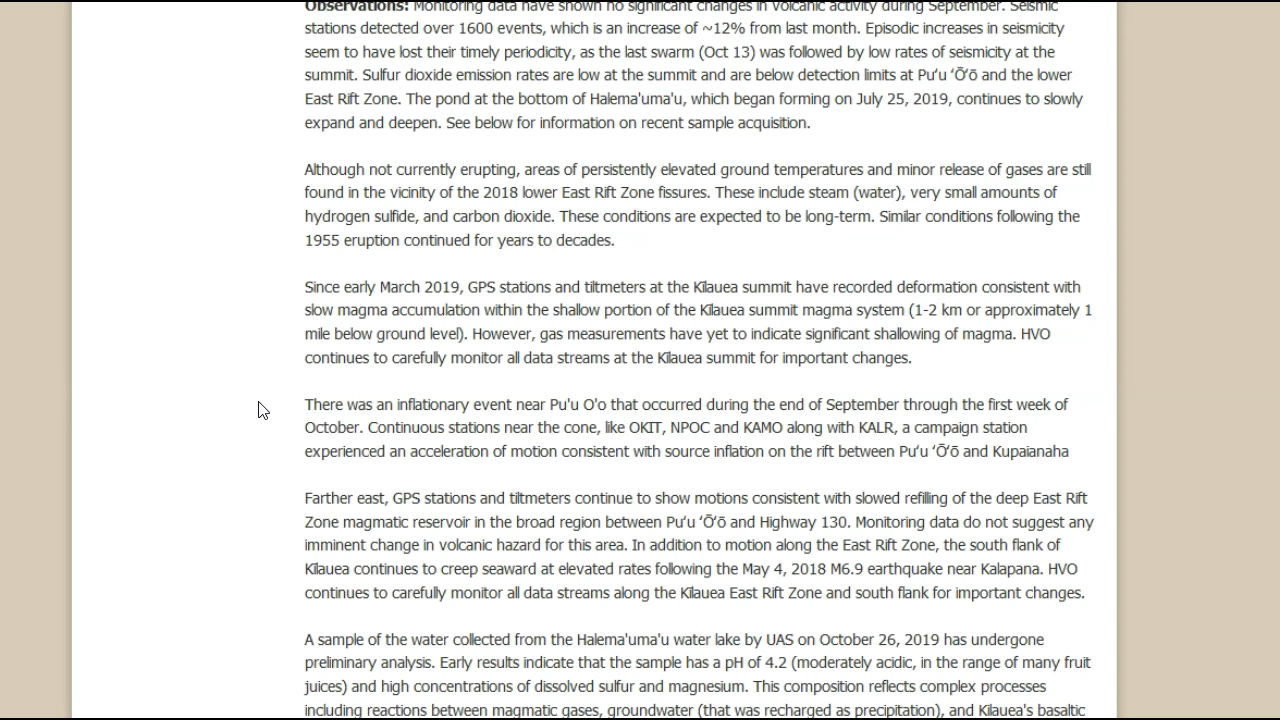 Observations: Monitoring data have shown no significant changes in volcanic activity during September. Seismic
stations detected over 1600 events, which is an increase of ~12% from last month. Episodic increases in seismicity
seem to have lost their timely periodicity, as the last swarm (Oct 13) was followed by low rates of seismicity at the
summit. Sulfur dioxide emission rates are low at the summit and are below detection limits at Puʻu ʻŌʻō and the lower
East Rift Zone. The pond at the bottom of Halema'uma'u, which began forming on July 25, 2019, continues to slowly
expand and deepen. See below for information on recent sample acquisition.
Although not currently erupting, areas of persistently elevated ground temperatures and minor release of gases are still
found in the vicinity of the 2018 lower East Rift Zone fissures. These include steam (water), very small amounts of
hydrogen sulfide, and carbon dioxide. These conditions are expected to be long-term. Similar conditions following the
1955 eruption continued for years to decades.
Since early March 2019, GPS stations and tiltmeters at the Kīlauea summit have recorded deformation consistent with
slow magma accumulation within the shallow portion of the Kīlauea summit magma system (1-2 km or approximately 1
mile below ground level). However, gas measurements have yet to indicate significant shallowing of magma. HVO
continues to carefully monitor all data streams at the Kīlauea summit for important changes.
There was an inflationary event near Pu'u O'o that occurred during the end of September through the first week of
October. Continuous stations near the cone, like OKIT, NPOC and KAMO along with KALR, a campaign station
experienced an acceleration of motion consistent with source inflation on the rift between Puʻu ʻŌʻō and Kupaianaha
Farther east, GPS stations and tiltmeters continue to show motions consistent with slowed refilling of the deep East Rift
Zone magmatic reservoir in the broad region between Puʻu ʻŌʻō and Highway 130. Monitoring data do not suggest any
imminent change in volcanic hazard for this area. In addition to motion along the East Rift Zone, the south flank of
Kīlauea continues to creep seaward at elevated rates following the May 4, 2018 M6.9 earthquake near Kalapana. HVO
continues to carefully monitor all data streams along the Kīlauea East Rift Zone and south flank for important changes.
A sample of the water collected from the Halema'uma'u water lake by UAS on October 26, 2019 has undergone
preliminary analysis. Early results indicate that the sample has a pH of 4.2 (moderately acidic, in the range of many fruit
juices) and high concentrations of dissolved sulfur and magnesium. This composition reflects complex processes
including reactions between magmatic gases, groundwater (that was recharged as precipitation), and Kīlauea's basaltic